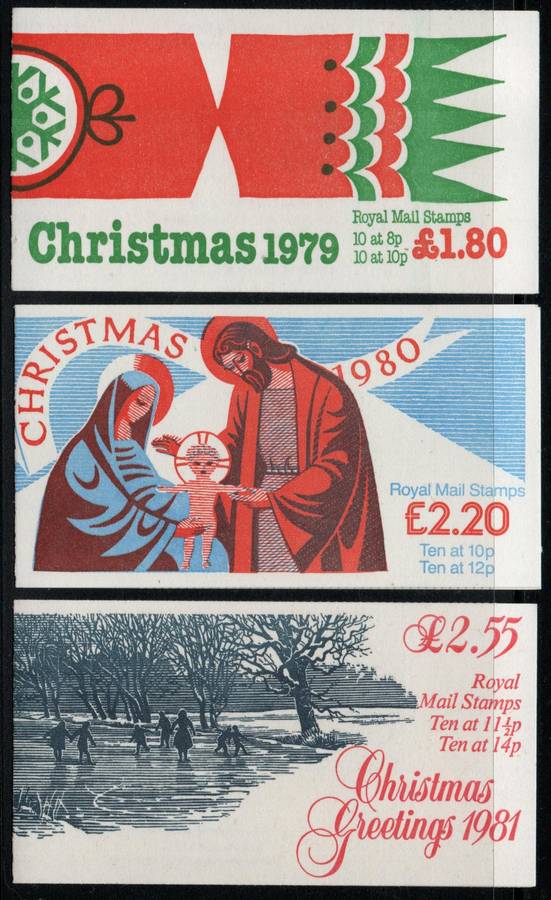 Christmas 1979
Royal Mail Stamps
10 at 8p
10 at 10p
£1.80
CHRISTMAS 1980
Royal Mail Stamps
£2.20
Ten at 10p
Ten at 12p
£2.55
Royal
Mail Stamps
Ten at 11½p
Ten at 14p
Christmas
Greetings 1981